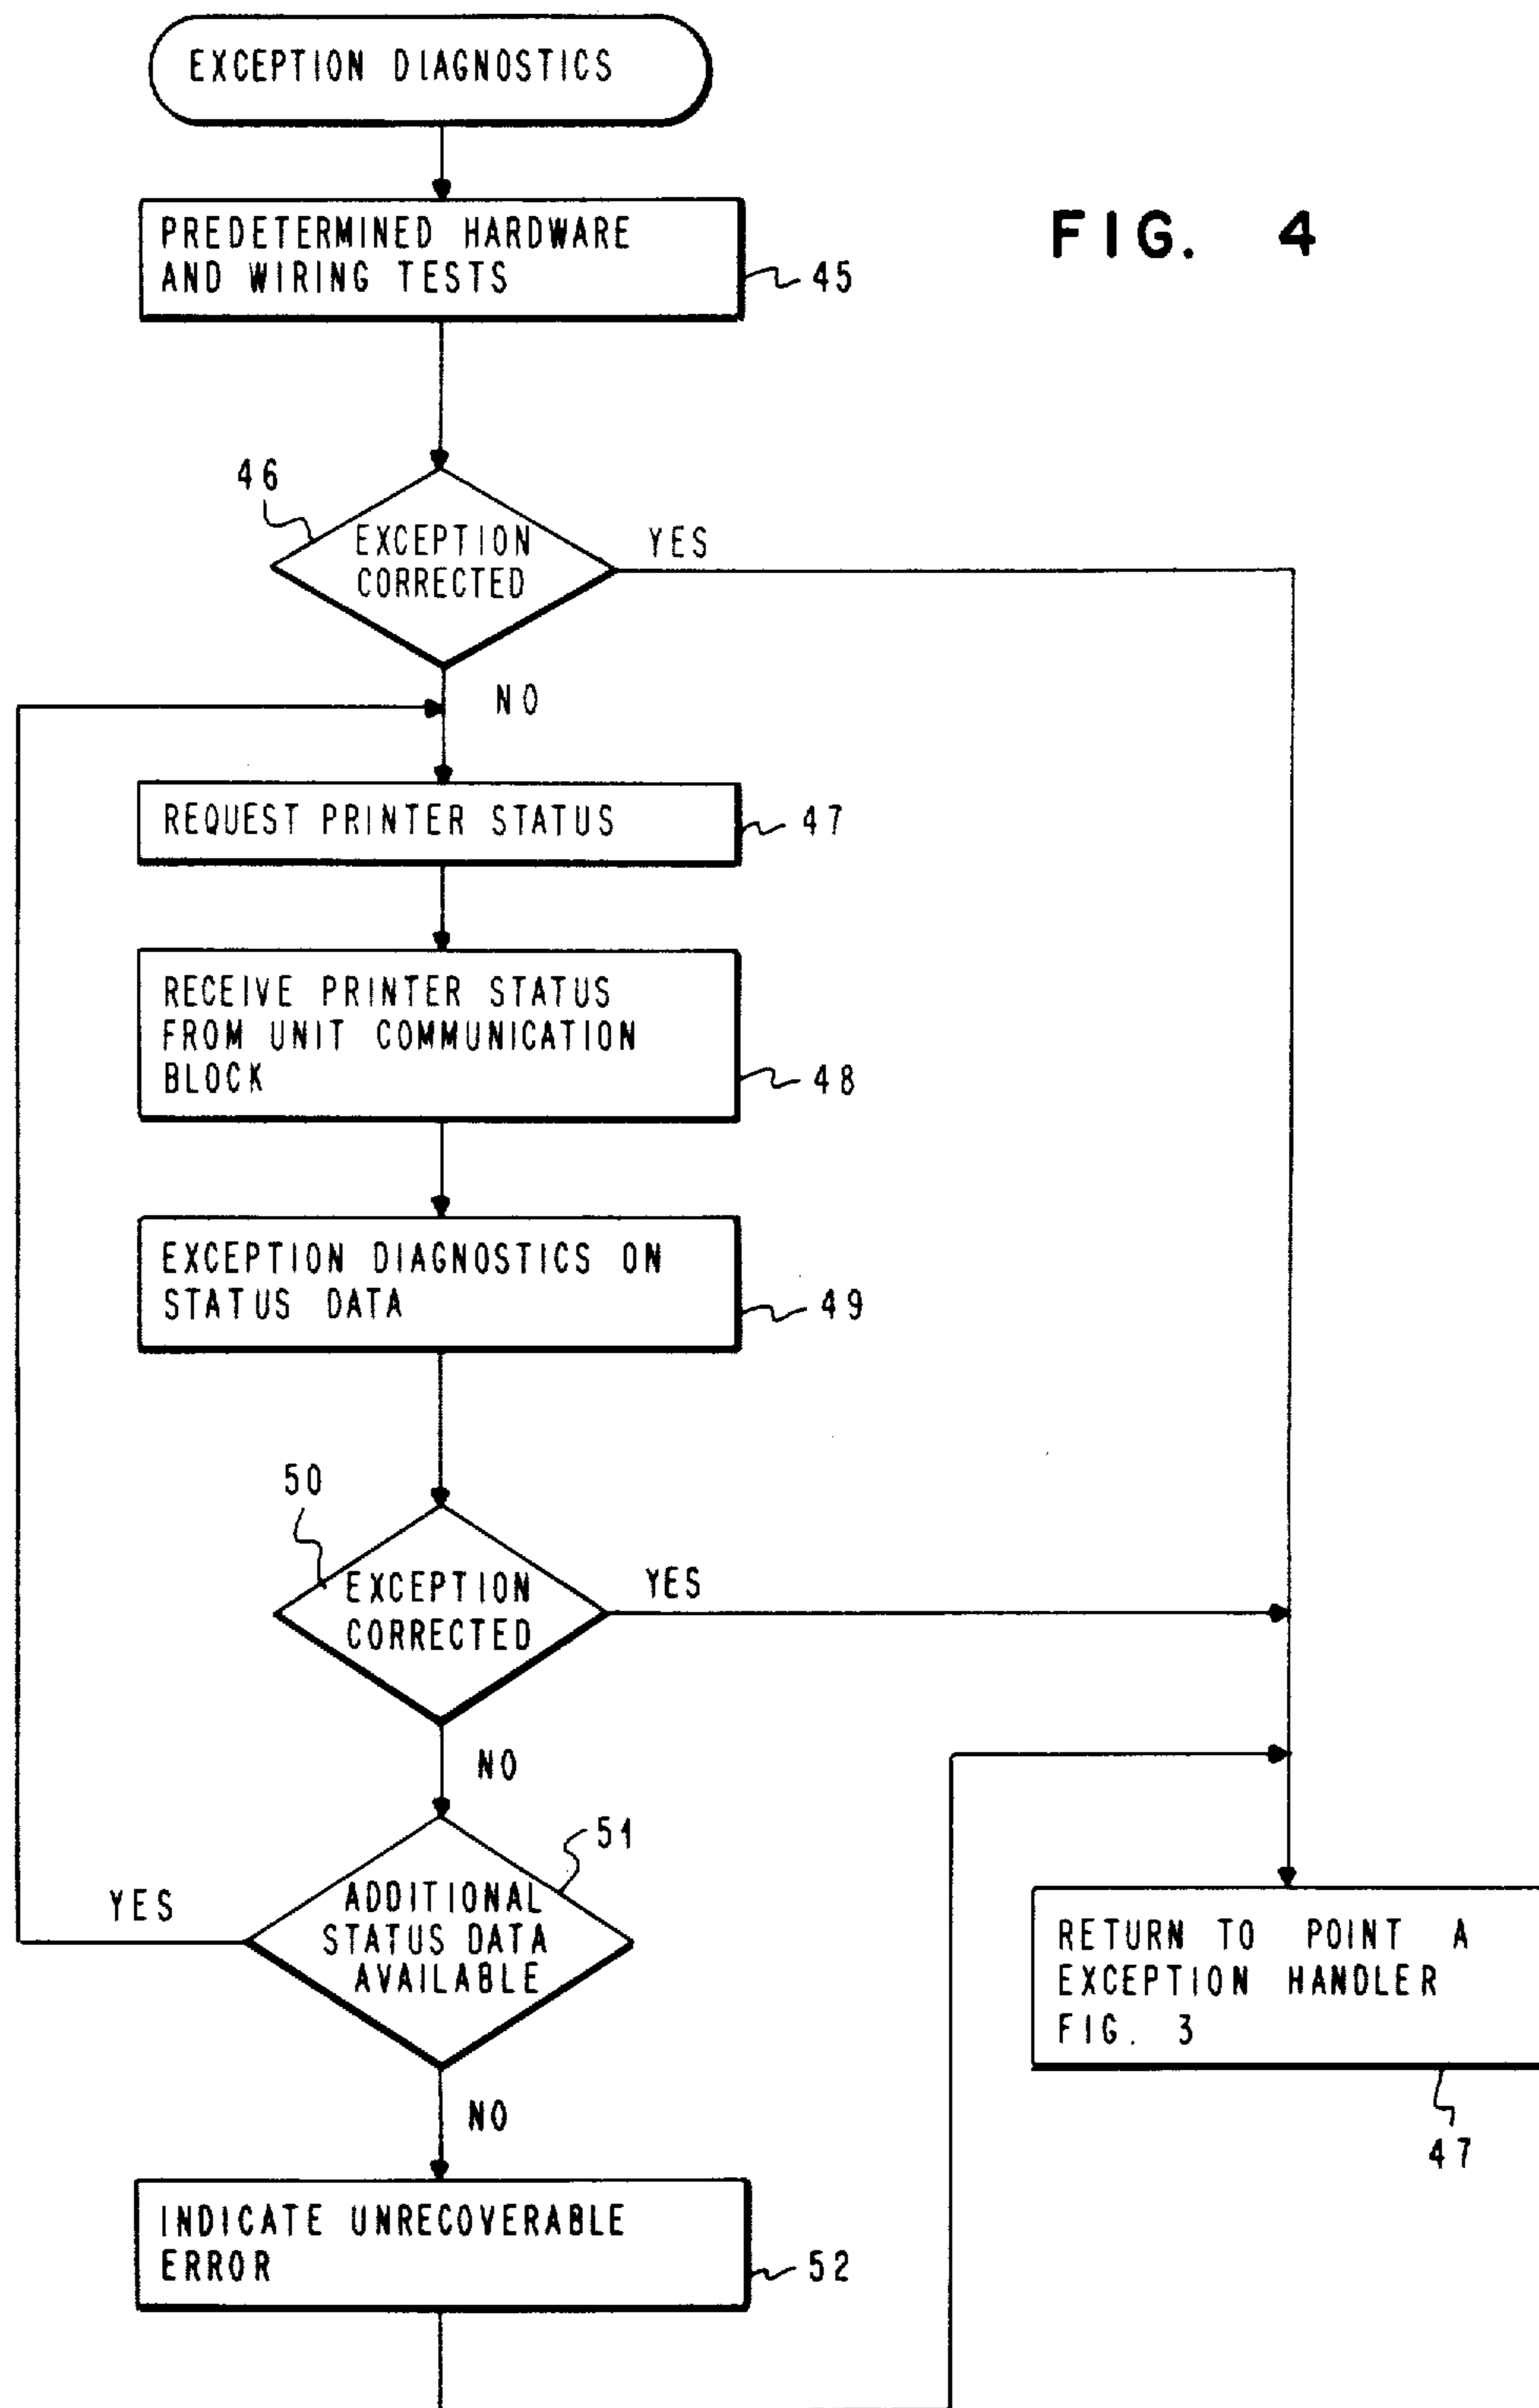 EXCEPTION DIAGNOSTICS
PREDETERMINED HARDWARE
AND WIRING TESTS
45
FIG. 4
46
EXCEPTION
CORRECTED
YES
NO
REQUEST PRINTER STATUS
47
RECEIVE PRINTER STATUS
FROM UNIT COMMUNICATION
BLOCK
48
EXCEPTION DIAGNOSTICS ON
STATUS DATA
49
50
EXCEPTION
CORRECTED
YES
NO
51
ADDITIONAL
STATUS DATA
AVAILABLE
YES
NO
RETURN TO POINT A
EXCEPTION HANDLER
FIG. 3
47
INDICATE UNRECOVERABLE
ERROR
52